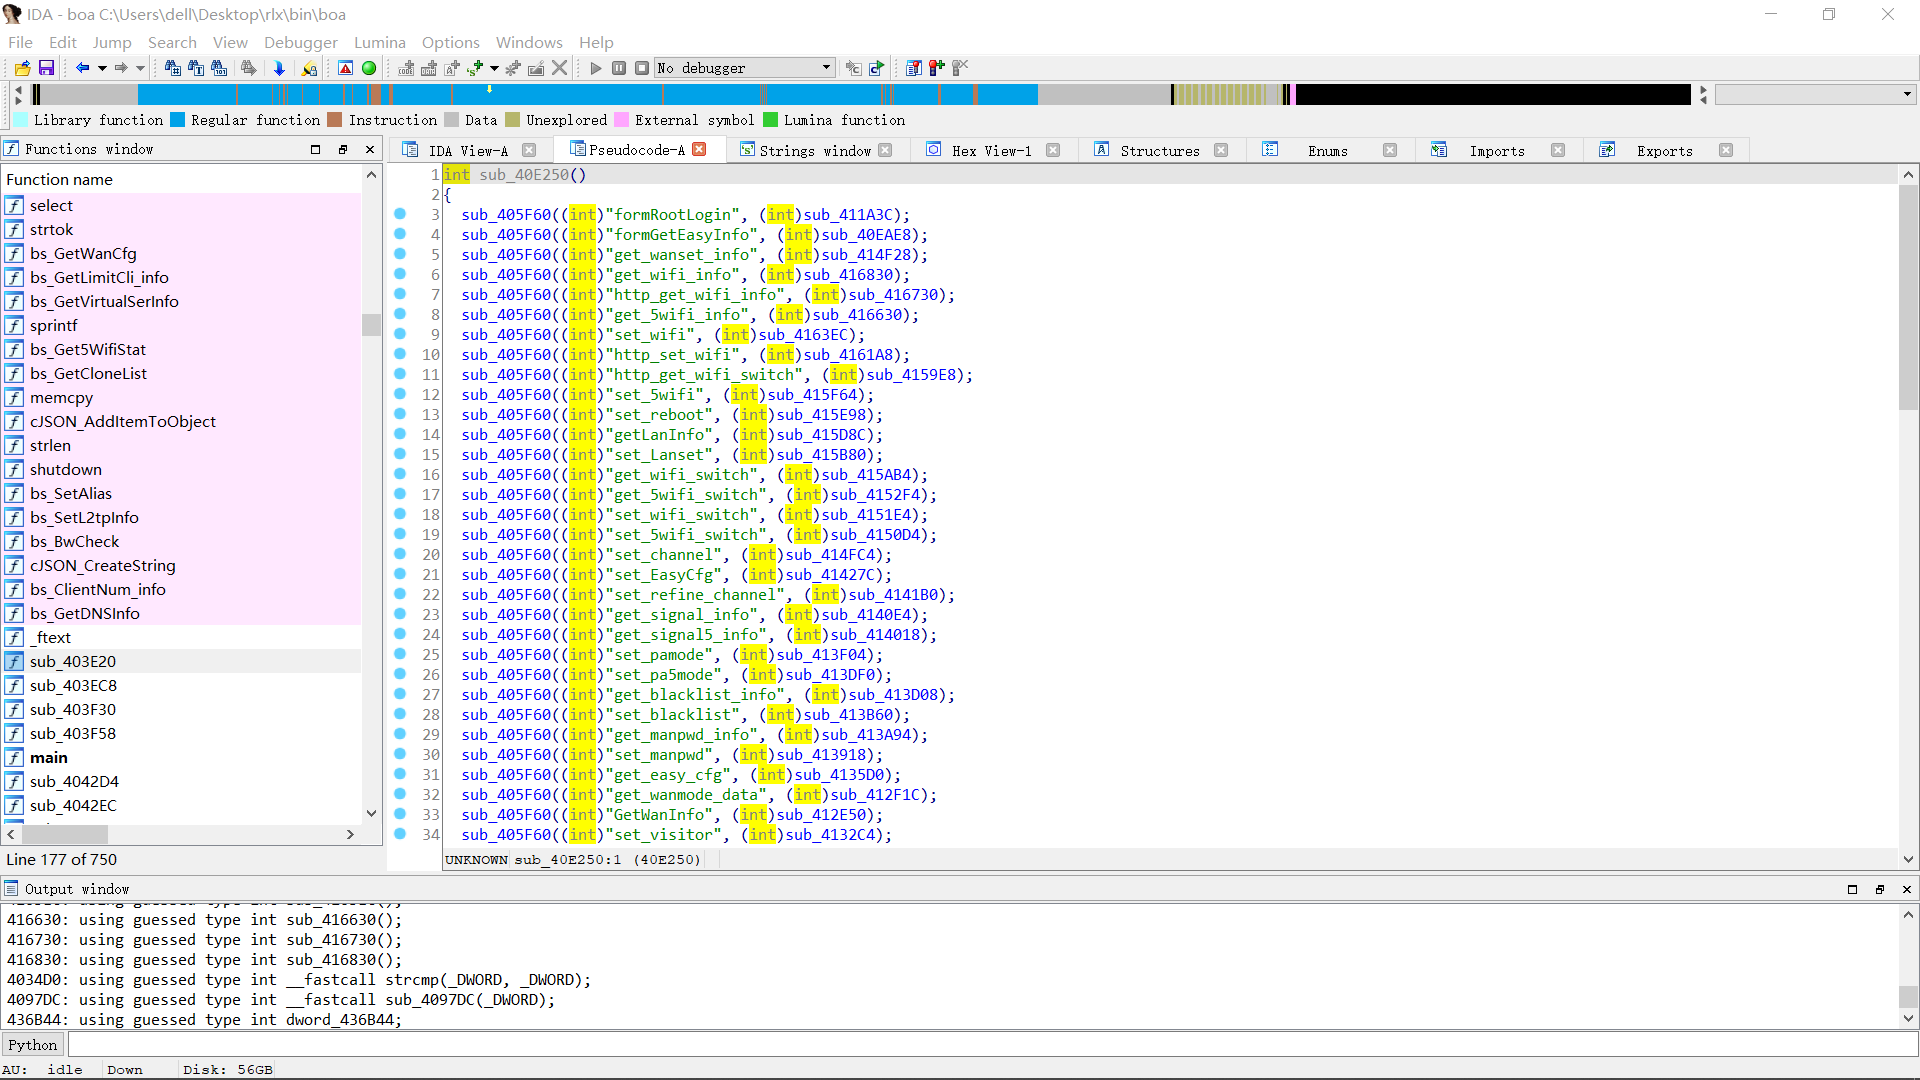 IDA - boa C:\Users\dell\Desktop\rlx\bin\boa
File Edit Jump Search View Debugger Lumina Options Windows Help
No debugger
Library function Regular function Instruction Data Unexplored External symbol Lumina function
Functions window
IDA View-A Pseudocode-A Strings window Hex View-1 Structures Enums Imports Exports
Function name
select
strtok
bs_GetWanCfg
bs_GetLimitCli_info
bs_GetVirtualSerInfo
sprintf
bs_Get5WifiStat
bs_GetCloneList
memcpy
cJSON_AddItemToObject
strlen
shutdown
bs_SetAlias
bs_SetL2tpInfo
bs_BwCheck
cJSON_CreateString
bs_ClientNum_info
bs_GetDNSInfo
_ftext
sub_403E20
sub_403EC8
sub_403F30
sub_403F58
main
sub_4042D4
sub_4042EC
Line 177 of 750
1 int sub_40E250()
2 {
3 sub_405F60((int)"formRootLogin", (int)sub_411A3C);
4 sub_405F60((int)"formGetEasyInfo", (int)sub_40EAE8);
5 sub_405F60((int)"get_wanset_info", (int)sub_414F28);
6 sub_405F60((int)"get_wifi_info", (int)sub_416830);
7 sub_405F60((int)"http_get_wifi_info", (int)sub_416730);
8 sub_405F60((int)"get_5wifi_info", (int)sub_416630);
9 sub_405F60((int)"set_wifi", (int)sub_4163EC);
10 sub_405F60((int)"http_set_wifi", (int)sub_4161A8);
11 sub_405F60((int)"http_get_wifi_switch", (int)sub_4159E8);
12 sub_405F60((int)"set_5wifi", (int)sub_415F64);
13 sub_405F60((int)"set_reboot", (int)sub_415E98);
14 sub_405F60((int)"getLanInfo", (int)sub_415D8C);
15 sub_405F60((int)"set_Lanset", (int)sub_415B80);
16 sub_405F60((int)"get_wifi_switch", (int)sub_415AB4);
17 sub_405F60((int)"get_5wifi_switch", (int)sub_4152F4);
18 sub_405F60((int)"set_wifi_switch", (int)sub_4151E4);
19 sub_405F60((int)"set_5wifi_switch", (int)sub_4150D4);
20 sub_405F60((int)"set_channel", (int)sub_414FC4);
21 sub_405F60((int)"set_EasyCfg", (int)sub_41427C);
22 sub_405F60((int)"set_refine_channel", (int)sub_4141B0);
23 sub_405F60((int)"get_signal_info", (int)sub_4140E4);
24 sub_405F60((int)"get_signal5_info", (int)sub_414018);
25 sub_405F60((int)"set_pamode", (int)sub_413F04);
26 sub_405F60((int)"set_pa5mode", (int)sub_413DF0);
27 sub_405F60((int)"get_blacklist_info", (int)sub_413D08);
28 sub_405F60((int)"set_blacklist", (int)sub_413B60);
29 sub_405F60((int)"get_manpwd_info", (int)sub_413A94);
30 sub_405F60((int)"set_manpwd", (int)sub_413918);
31 sub_405F60((int)"get_easy_cfg", (int)sub_4135D0);
32 sub_405F60((int)"get_wanmode_data", (int)sub_412F1C);
33 sub_405F60((int)"GetWanInfo", (int)sub_412E50);
34 sub_405F60((int)"set_visitor", (int)sub_4132C4);
UNKNOWN sub_40E250:1 (40E250)
Output window
416630: using guessed type int sub_416630();
416730: using guessed type int sub_416730();
416830: using guessed type int sub_416830();
4034D0: using guessed type int __fastcall strcmp(_DWORD, _DWORD);
4097DC: using guessed type int __fastcall sub_4097DC(_DWORD);
436B44: using guessed type int dword_436B44;
Python
AU: idle Down Disk: 56GB